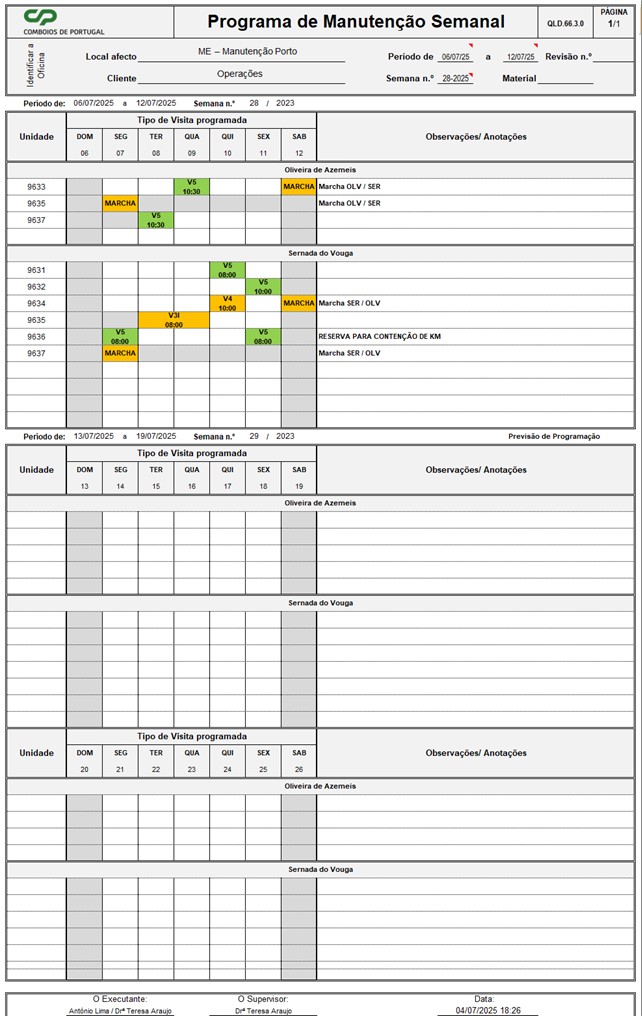 CP
COMBOIOS DE PORTUGAL
Programa de Manutenção Semanal
QLD.66.3.0
PÁGINA
1/1
Identificar a Oficina
Local afecto ME – Manutenção Porto
Cliente Operações
Periodo de 06/07/25 a 12/07/25 Revisão n.º
Semana n.º 28-2025 Material
Periodo de: 06/07/2025 a 12/07/2025 Semana n.º 28 / 2023
Unidade Tipo de Visita programada Observações/ Anotações
DOM SEG TER QUA QUI SEX SAB
06 07 08 09 10 11 12
Oliveira de Azemeis
9633 V5 10:30 MARCHA Marcha OLV / SER
9635 MARCHA Marcha OLV / SER
9637 V5 10:30
Sernada do Vouga
9631 V5 08:00
9632 V5 10:00
9634 V4 10:00 MARCHA Marcha SER / OLV
9635 V3I 08:00
9636 V5 08:00 V5 08:00 RESERVA PARA CONTENÇÃO DE KM
9637 MARCHA Marcha SER / OLV
Periodo de: 13/07/2025 a 19/07/2025 Semana n.º 29 / 2023 Previsão de Programação
Unidade Tipo de Visita programada Observações/ Anotações
DOM SEG TER QUA QUI SEX SAB
13 14 15 16 17 18 19
Oliveira de Azemeis
Sernada do Vouga
Unidade Tipo de Visita programada Observações/ Anotações
DOM SEG TER QUA QUI SEX SAB
20 21 22 23 24 25 26
Oliveira de Azemeis
Sernada do Vouga
O Executante: O Supervisor: Data:
António Lima / Drª Teresa Araujo Drª Teresa Araujo 04/07/2025 18:26